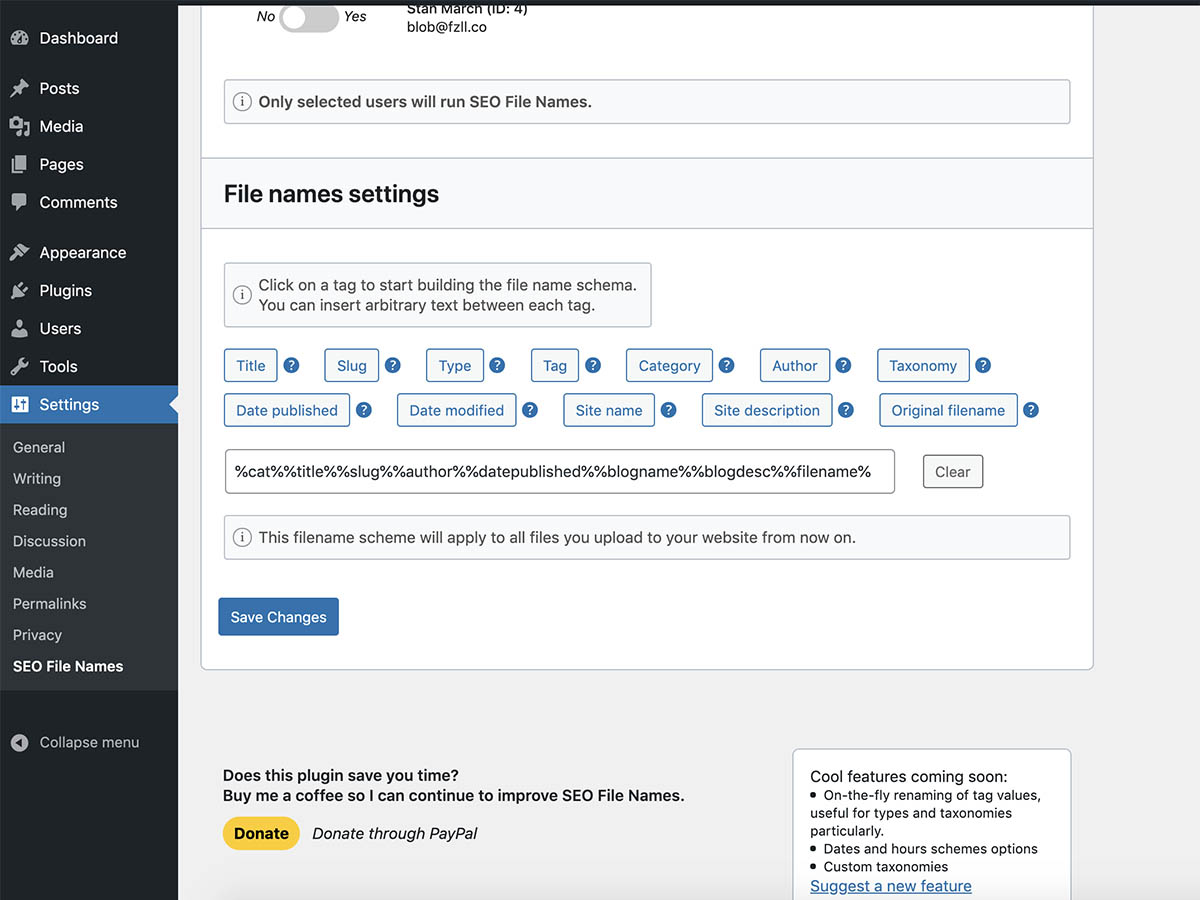 Dashboard
Posts
Media
Pages
Comments
Appearance
Plugins
Users
Tools
Settings
General
Writing
Reading
Discussion
Media
Permalinks
Privacy
SEO File Names
Collapse menu
No Yes
Stan March (ID: 4)
blob@fzll.co
Only selected users will run SEO File Names.
File names settings
Click on a tag to start building the file name schema.
You can insert arbitrary text between each tag.
Title ? Slug ? Type ? Tag ? Category ? Author ? Taxonomy ?
Date published ? Date modified ? Site name ? Site description ? Original filename ?
%cat%%title%%slug%%author%%datepublished%%blogname%%blogdesc%%filename% Clear
This filename scheme will apply to all files you upload to your website from now on.
Save Changes
Does this plugin save you time?
Buy me a coffee so I can continue to improve SEO File Names.
Donate Donate through PayPal
Cool features coming soon:
• On-the-fly renaming of tag values,
useful for types and taxonomies
particularly.
• Dates and hours schemes options
• Custom taxonomies
Suggest a new feature